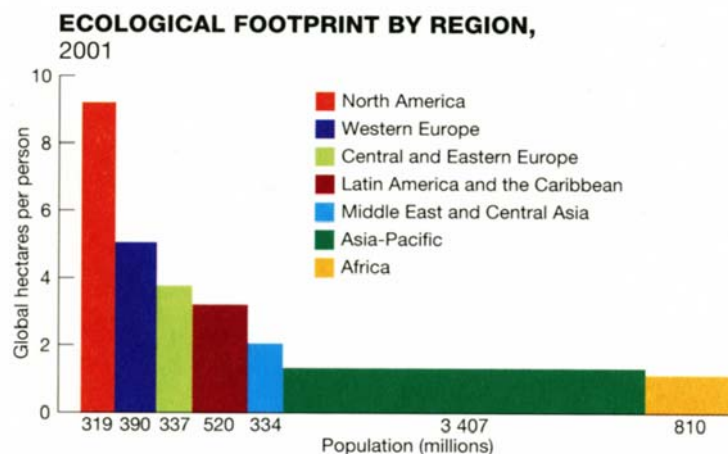 ECOLOGICAL FOOTPRINT BY REGION,
2001
10
8
6
4
2
0
Global hectares per person
North America
Western Europe
Central and Eastern Europe
Latin America and the Caribbean
Middle East and Central Asia
Asia-Pacific
Africa
319 390 337 520 334 3 407 810
Population (millions)